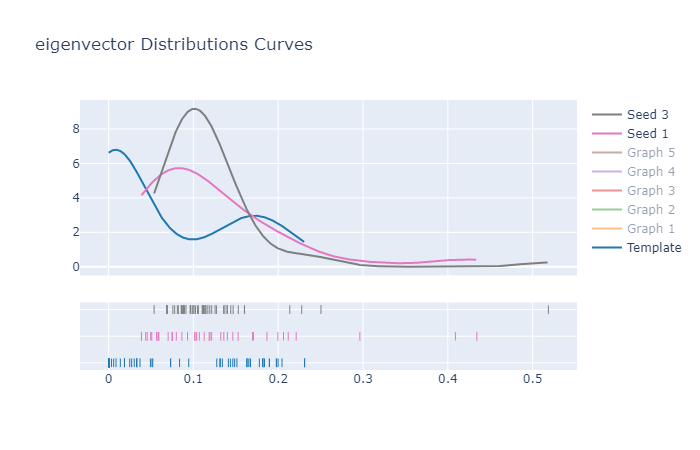 eigenvector Distributions Curves
8
6
4
2
0
0
0.1
0.2
0.3
0.4
0.5
Seed 3
Seed 1
Graph 5
Graph 4
Graph 3
Graph 2
Graph 1
Template